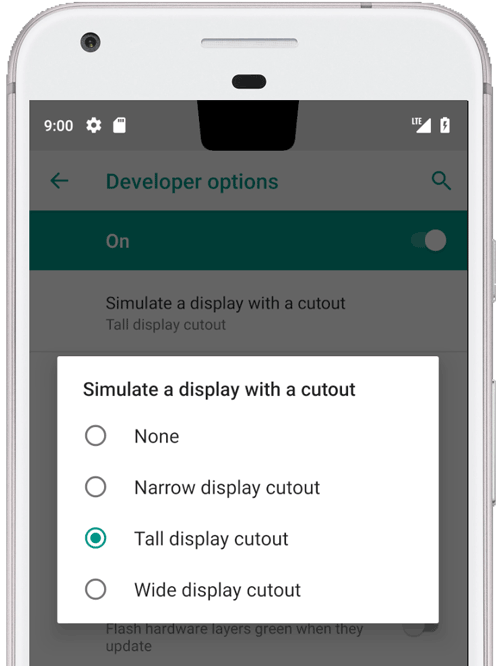 9:00
LTE
Developer options
On
Simulate a display with a cutout
Tall display cutout
Simulate a display with a cutout
None
Narrow display cutout
Tall display cutout
Wide display cutout
Flash hardware layers green when they
update